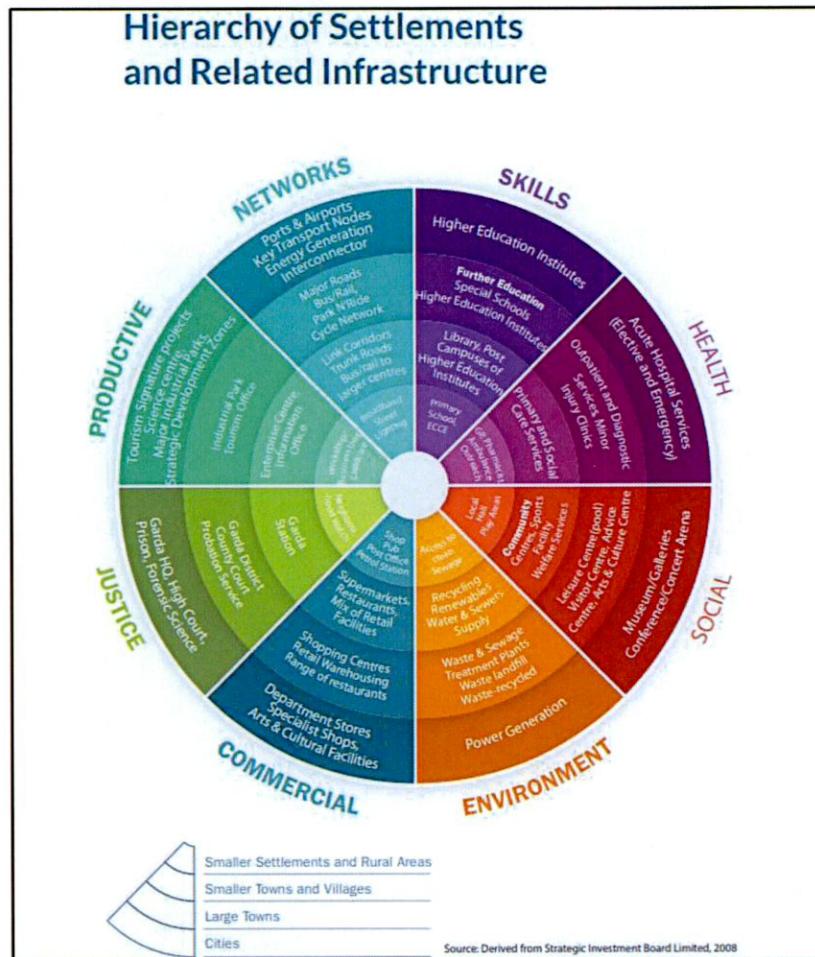 Hierarchy of Settlements
and Related Infrastructure
NETWORKS
Ports & Airports
Key Transport Nodes
Energy Generation
Interconnector
Major Roads
Bus/Rail,
Park N'Ride
Cycle Network
Link Corridors
Trunk Roads
Bus/rail to
larger centres
Broadband
Street
Lighting
SKILLS
Higher Education Institutes
Further Education
Special Schools
Higher Education Institutes
Library, Post
Campuses of
Higher Education
Institutes
Primary
School,
ECCE
HEALTH
Acute Hospital Services
(Elective and Emergency)
Outpatient and Diagnostic
Services, Minor
Injury Clinics
Primary and Social
Care Services
GP, Pharmacist
Ambulance
Outreach
SOCIAL
Museum/Galleries
Conference/Concert Arena
Leisure Centre(pool)
Visitor Centre, Advice
Centre, Arts & Culture Centre
Community
Centres, Sports
Facility
Welfare Services
Local
Hall
Play Areas
ENVIRONMENT
Power Generation
Waste & Sewage
Treatment Plants
Waste landfill
Waste-recycled
Recycling
Renewables
Water & Sewers
Supply
Access to
Clean
Sewage
COMMERCIAL
Department Stores
Specialist Shops,
Arts & Cultural Facilities
Shopping Centres
Retail Warehousing
Range of restaurants
Supermarkets,
Restaurants,
Mix of Retail
Facilities
Shop
Pub
Post Office
Petrol Station
JUSTICE
Garda HQ, High Court,
Prison, Forensic Science
Garda District
County Court
Probation Service
Garda
Station
Neighbour
-hood Watch
PRODUCTIVE
Tourism Signature projects
Science centre,
Major Industrial Parks,
Strategic Development Zones
Industrial Park
Tourism Office
Enterprise Centre
Information
Office
Smaller Settlements and Rural Areas
Smaller Towns and Villages
Large Towns
Cities
Source: Derived from Strategic Investment Board Limited, 2008